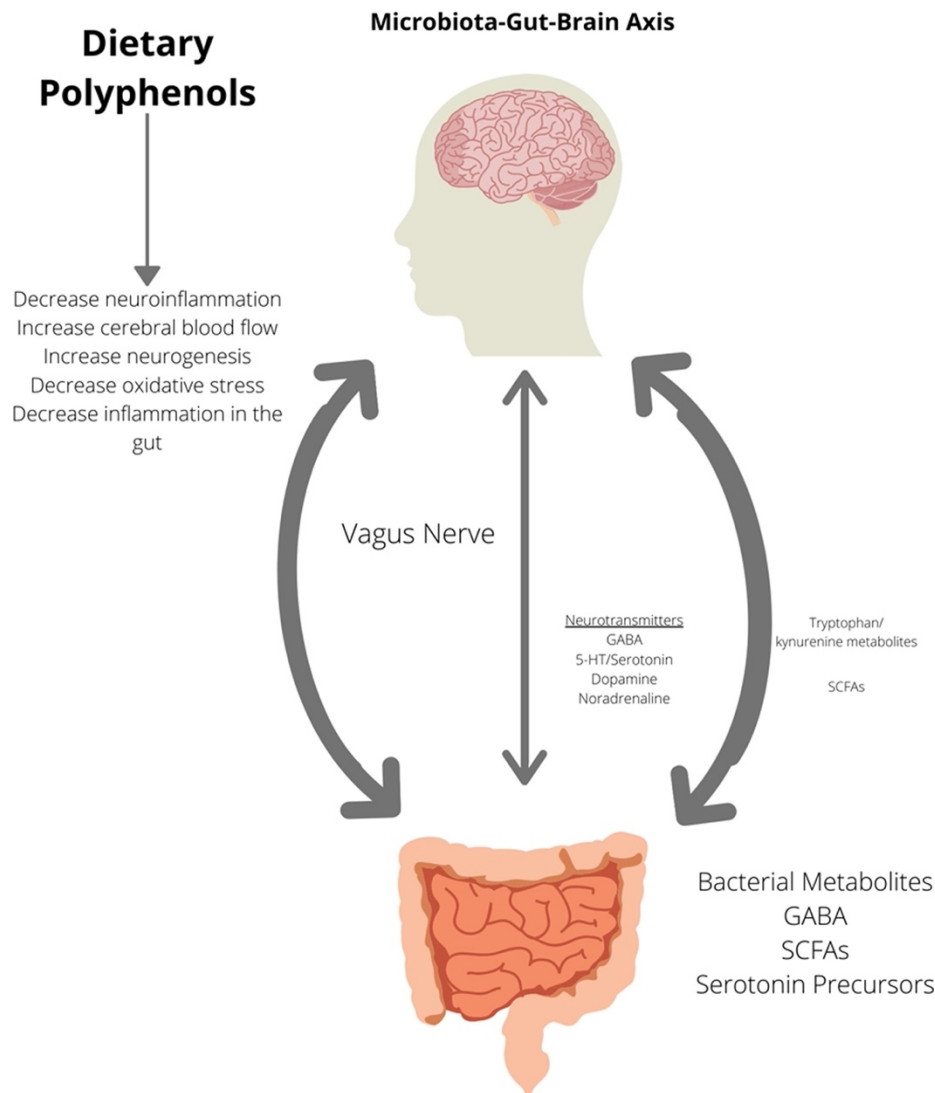 Microbiota-Gut-Brain Axis
Dietary
Polyphenols
Decrease neuroinflammation
Increase cerebral blood flow
Increase neurogenesis
Decrease oxidative stress
Decrease inflammation in the
gut
Vagus Nerve
Neurotransmitters
GABA
5-HT/Serotonin
Dopamine
Noradrenaline
Tryptophan/
kynurenine metabolites
SCFAs
Bacterial Metabolites
GABA
SCFAs
Serotonin Precursors